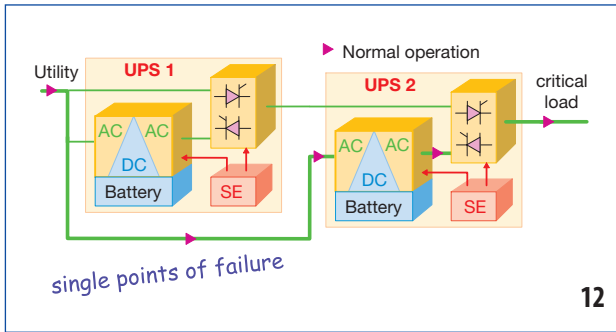 Normal operation
Utility
UPS 1
UPS 2
critical
load
AC AC
DC
Battery
SE
AC AC
DC
Battery
SE
single points of failure
12